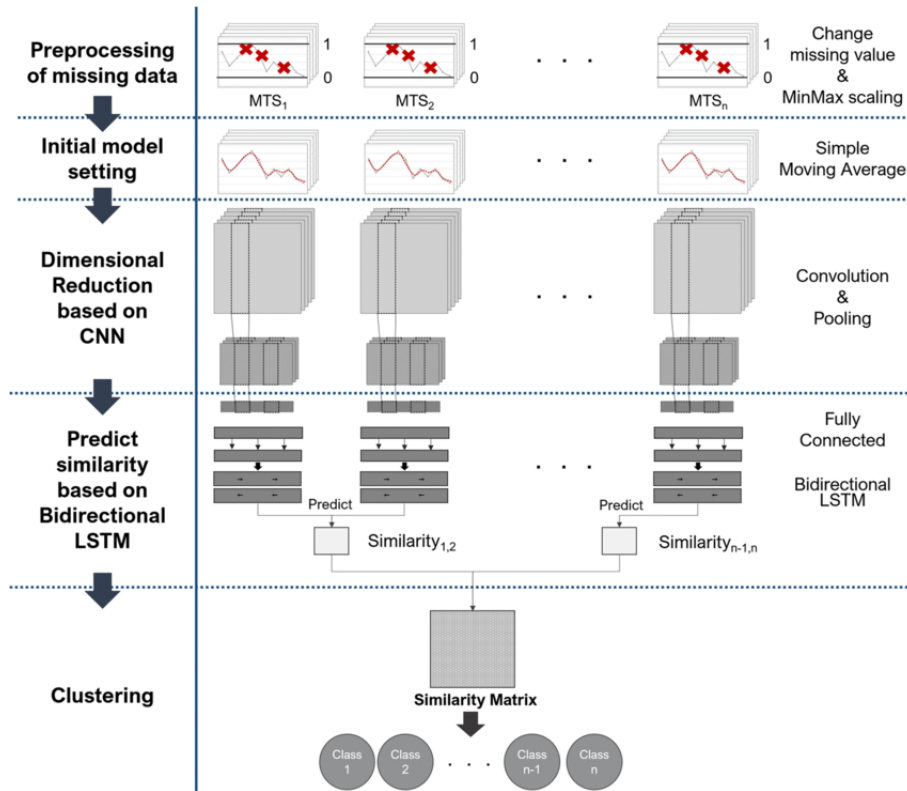 Preprocessing
of missing data
1
0
MTS1
1
0
MTS2
. . .
1
0
MTSn
Change
missing value
&
MinMax scaling
Initial model
setting
. . .
Simple
Moving Average
Dimensional
Reduction
based on
CNN
. . .
Convolution
&
Pooling
Predict
similarity
based on
Bidirectional
LSTM
. . .
Fully
Connected
Bidirectional
LSTM
Predict
Similarity1,2
Predict
Similarityn-1,n
Clustering
Similarity Matrix
Class
1
Class
2
. . .
Class
n-1
Class
n